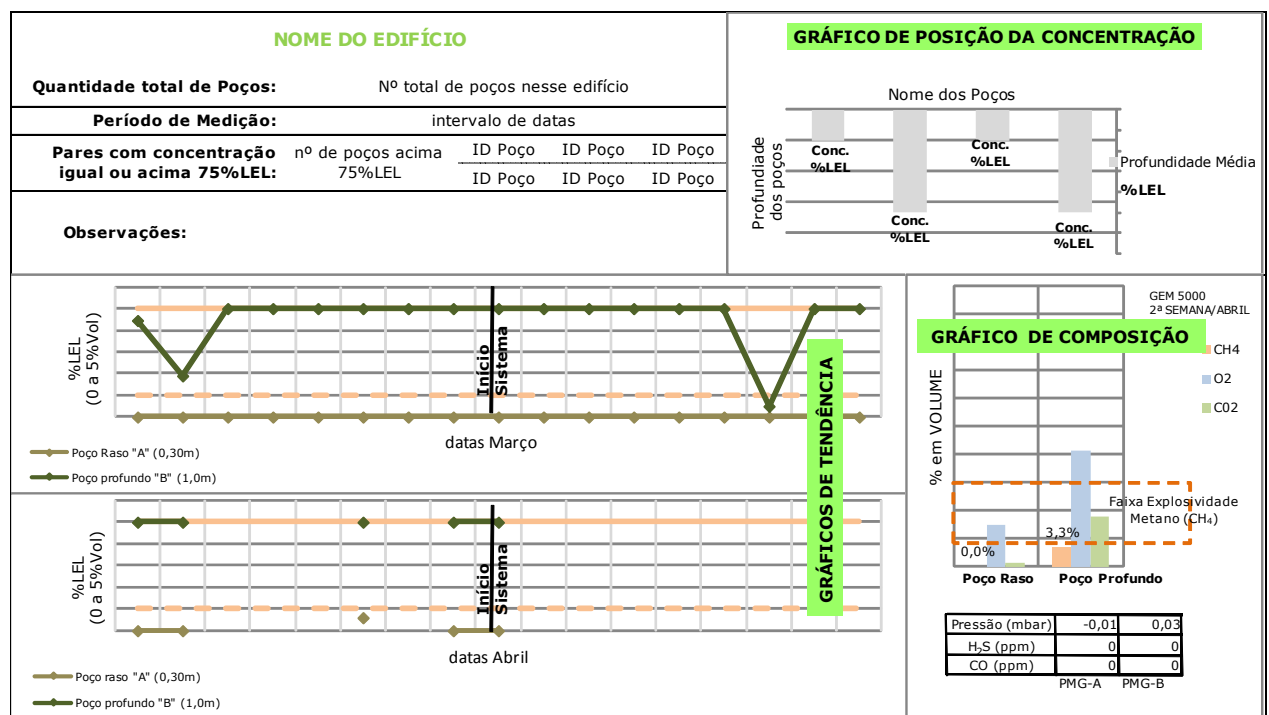 NOME DO EDIFÍCIO
Quantidade total de Poços:
Nº total de poços nesse edifício
Período de Medição:
intervalo de datas
Pares com concentração
igual ou acima 75%LEL:
nº de poços acima
75%LEL
ID Poço ID Poço ID Poço
ID Poço ID Poço ID Poço
Observações:
GRÁFICO DE POSIÇÃO DA CONCENTRAÇÃO
Nome dos Poços
Profundiade
dos poços
Conc.
%LEL
Conc.
%LEL
Conc.
%LEL
Conc.
%LEL
Profundidade Média
%LEL
%LEL
(0 a 5%Vol)
Início
Sistema
datas Março
Poço Raso "A" (0,30m)
Poço profundo "B" (1,0m)
%LEL
(0 a 5%Vol)
Início
Sistema
datas Abril
Poço raso "A" (0,30m)
Poço profundo "B" (1,0m)
GRÁFICOS DE TENDÊNCIA
GEM 5000
2ª SEMANA/ABRIL
GRÁFICO DE COMPOSIÇÃO
CH4
O2
C02
% em VOLUME
Faixa Explosividade
Metano (CH₄)
0,0%
3,3%
Poço Raso
Poço Profundo
Pressão (mbar) -0,01 0,03
H₂S (ppm) 0 0
CO (ppm) 0 0
PMG-A PMG-B